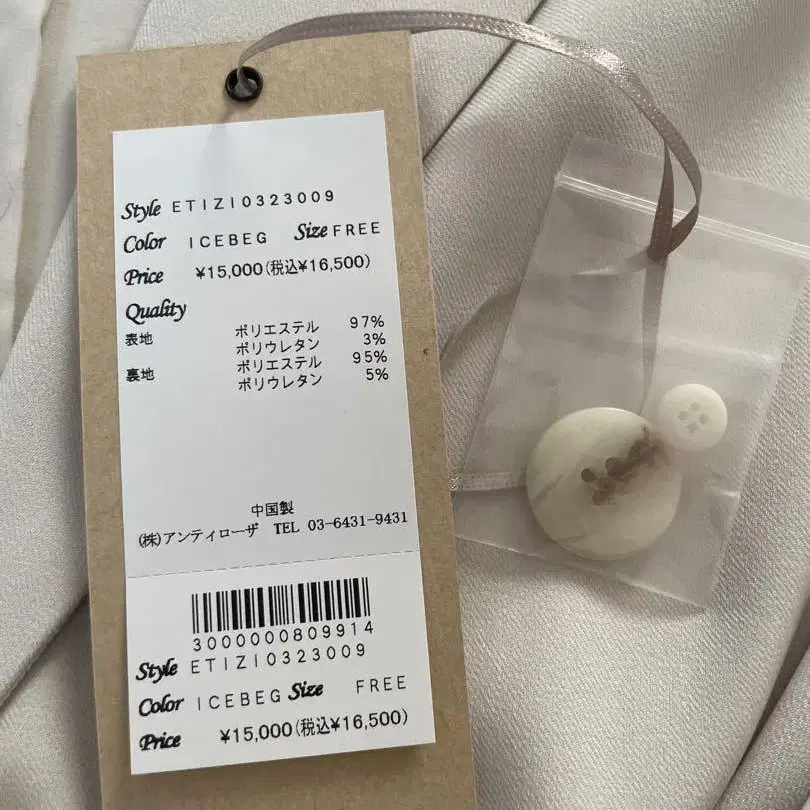 Style ETIZI0323009
Color ICEBEG Size FREE
Price ¥15,000(税込¥16,500)
Quality
表地 ポリエステル 97%
ポリウレタン 3%
裏地 ポリエステル 95%
ポリウレタン 5%
中国製
(株)アンティローザ TEL 03-6431-9431
3000000809914
Style ETIZI0323009
Color ICEBEG Size FREE
Price ¥15,000(税込¥16,500)